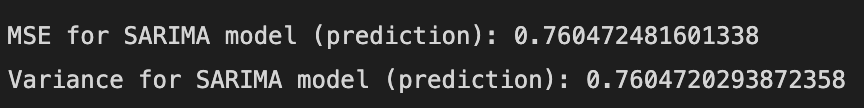 MSE for SARIMA model (prediction): 0.760472481601338
Variance for SARIMA model (prediction): 0.7604720293872358